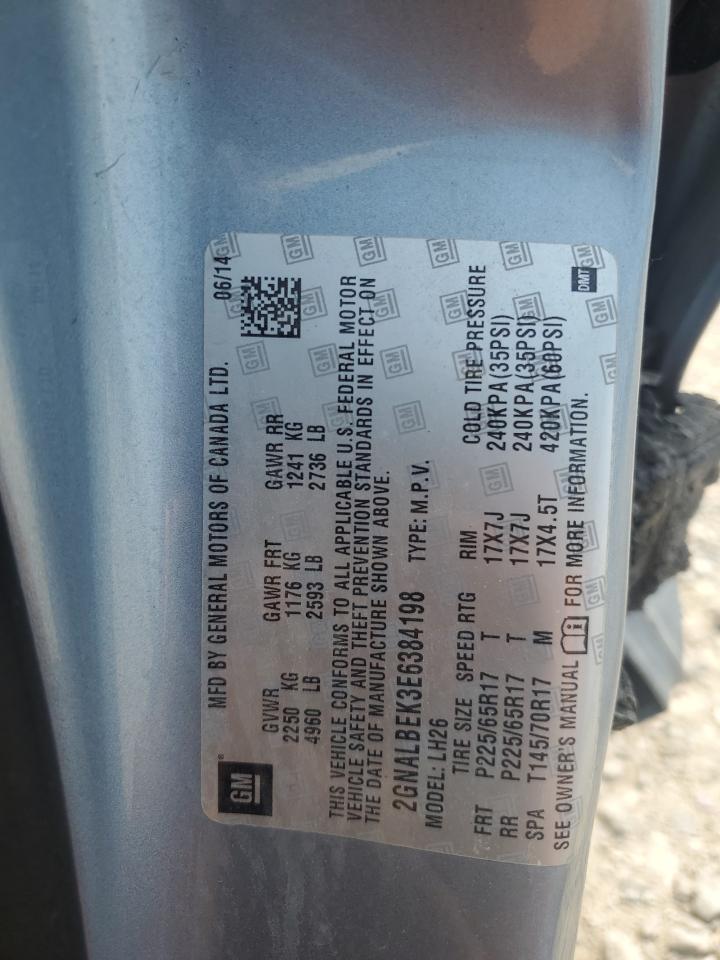 MFD BY GENERAL MOTORS OF CANADA LTD. 06/14
GM
GVWR GAWR FRT GAWR RR
2250 KG 1176 KG 1241 KG
4960 LB 2593 LB 2736 LB
THIS VEHICLE CONFORMS TO ALL APPLICABLE U.S. FEDERAL MOTOR
VEHICLE SAFETY AND THEFT PREVENTION STANDARDS IN EFFECT ON
THE DATE OF MANUFACTURE SHOWN ABOVE.
2GNALBEK3E6384198 TYPE: M.P.V.
MODEL: LH26
TIRE SIZE SPEED RTG RIM COLD TIRE PRESSURE
FRT P225/65R17 T 17X7J 240KPA(35PSI)
RR P225/65R17 T 17X7J 240KPA(35PSI)
SPA T145/70R17 M 17X4.5T 420KPA(60PSI)
SEE OWNER'S MANUAL FOR MORE INFORMATION.
DMT